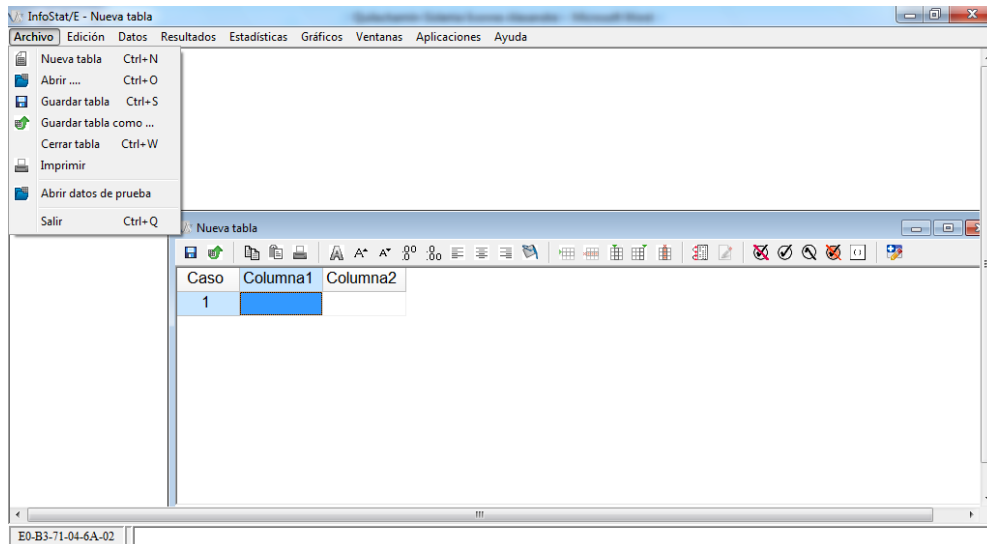 InfoStat/E - Nueva tabla
Archivo Edición Datos Resultados Estadísticas Gráficos Ventanas Aplicaciones Ayuda
Nueva tabla Ctrl+N
Abrir .... Ctrl+O
Guardar tabla Ctrl+S
Guardar tabla como ...
Cerrar tabla Ctrl+W
Imprimir
Abrir datos de prueba
Salir Ctrl+Q
Nueva tabla
Caso Columna1 Columna2
1
E0-B3-71-04-6A-02